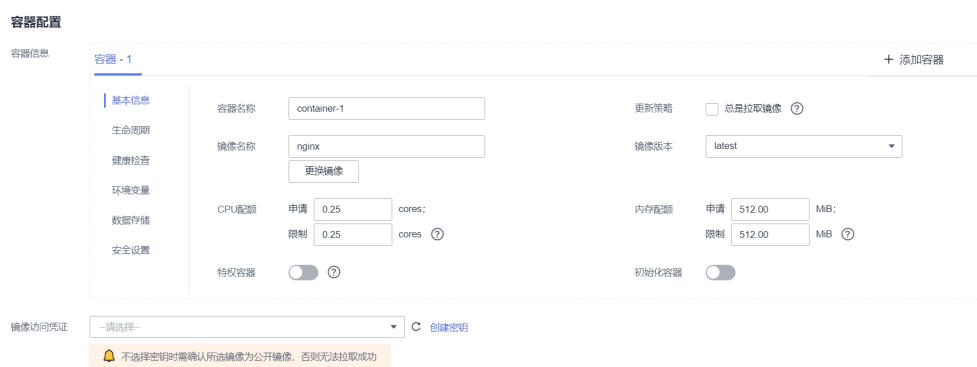 容器配置
容器信息
容器 - 1
+ 添加容器
基本信息
生命周期
健康检查
环境变量
数据存储
安全设置
容器名称 container-1
更新策略 总是拉取镜像 ?
镜像名称 nginx
更换镜像
镜像版本 latest
CPU配额 申请 0.25 cores;
限制 0.25 cores ?
内存配额 申请 512.00 MiB;
限制 512.00 MiB ?
特权容器 ?
初始化容器
镜像访问凭证 --请选择-- C 创建密钥
不选择密钥时需确认所选镜像为公开镜像，否则无法拉取成功